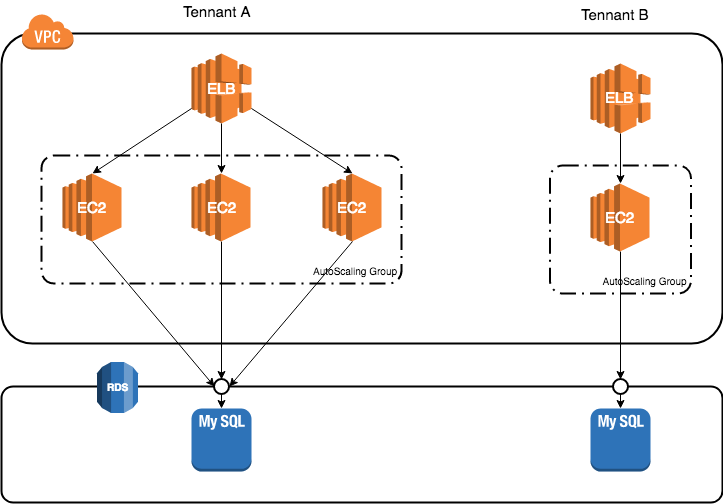 Tennant A
Tennant B
VPC
ELB
ELB
EC2
EC2
EC2
EC2
AutoScaling Group
AutoScaling Group
RDS
My SQL
My SQL